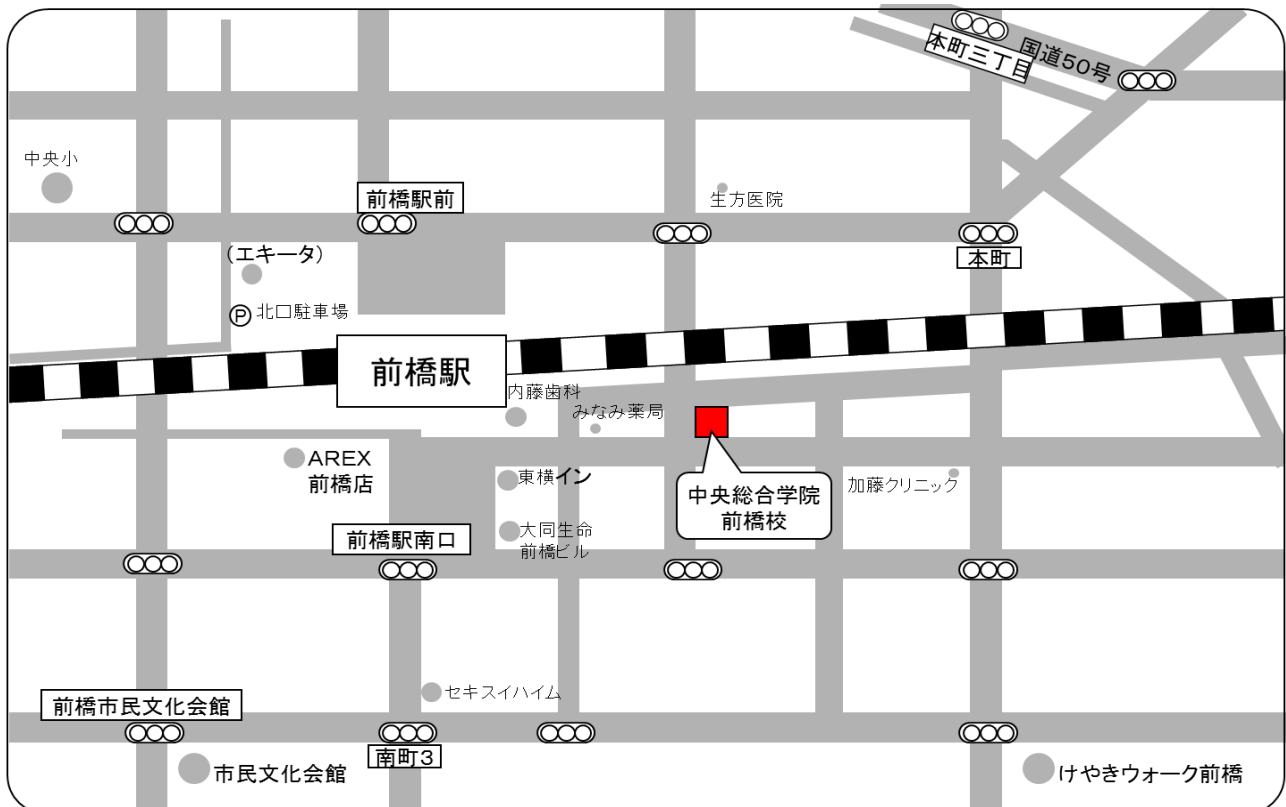 本町三丁目
国道50号
中央小
前橋駅前
生方医院
(エキータ)
本町
Ⓟ 北口駐車場
前橋駅
内藤歯科
みなみ薬局
AREX
前橋店
東横イン
加藤クリニック
中央総合学院
前橋校
大同生命
前橋ビル
前橋駅南口
セキスイハイム
前橋市民文化会館
南町3
市民文化会館
けやきウォーク前橋